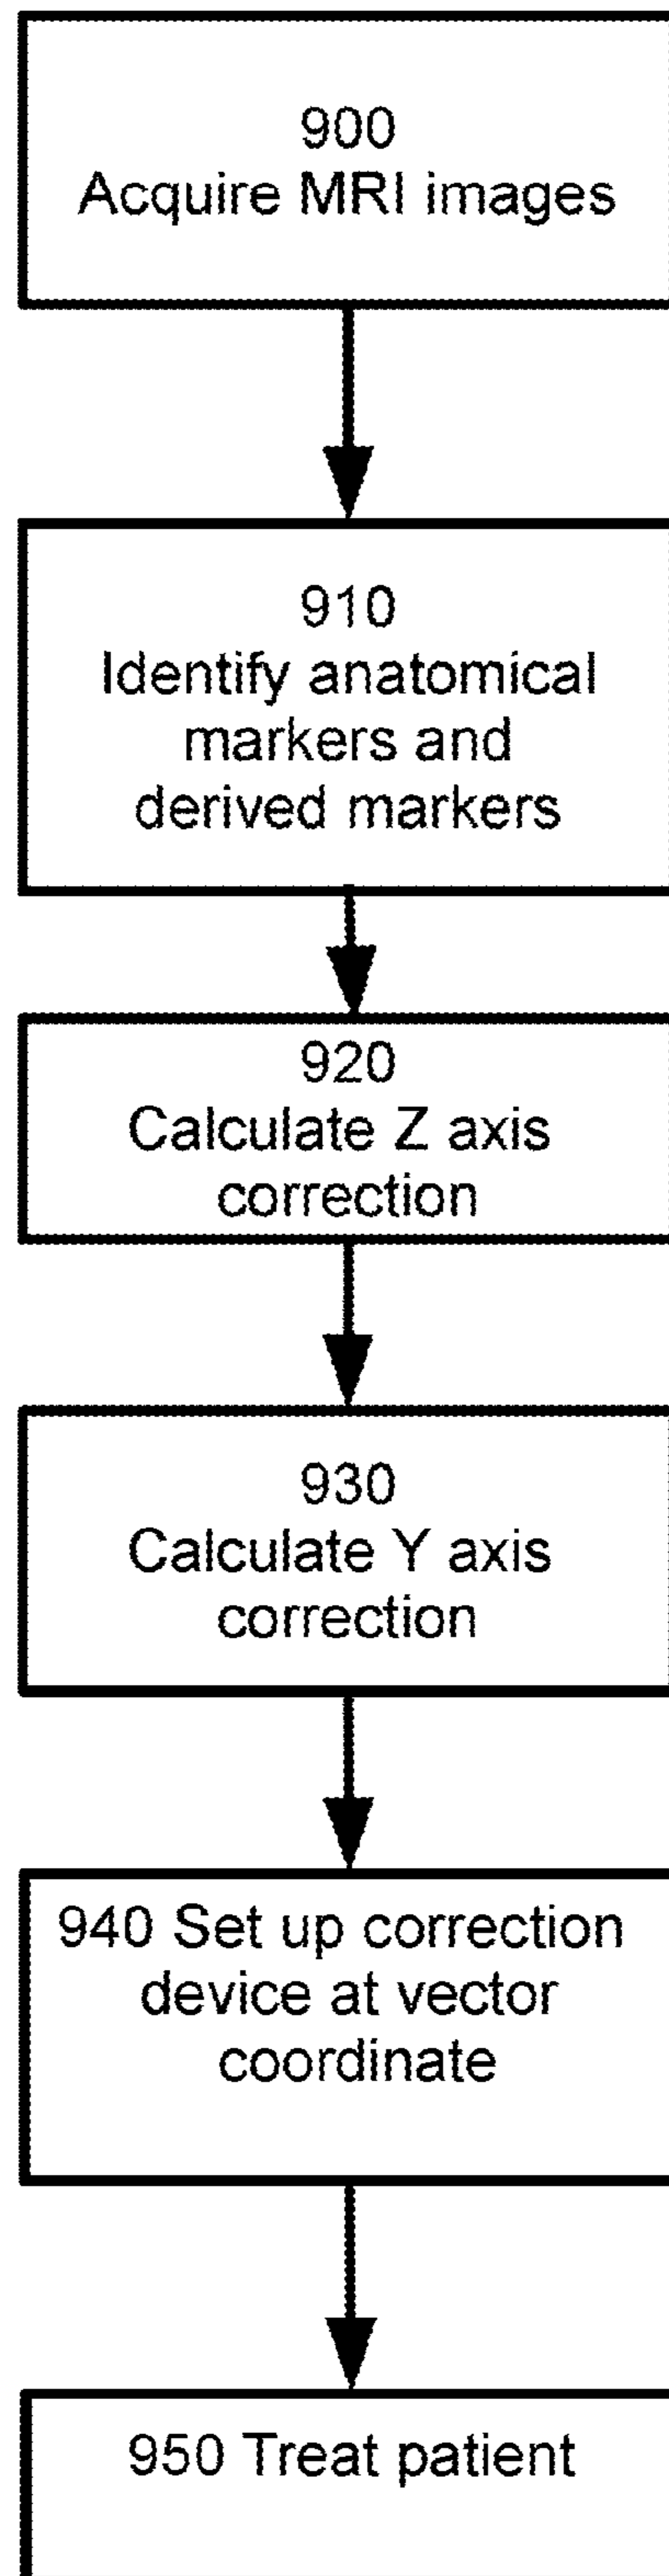 900
Acquire MRI images
910
Identify anatomical
markers and
derived markers
920
Calculate Z axis
correction
930
Calculate Y axis
correction
940 Set up correction
device at vector
coordinate
950 Treat patient